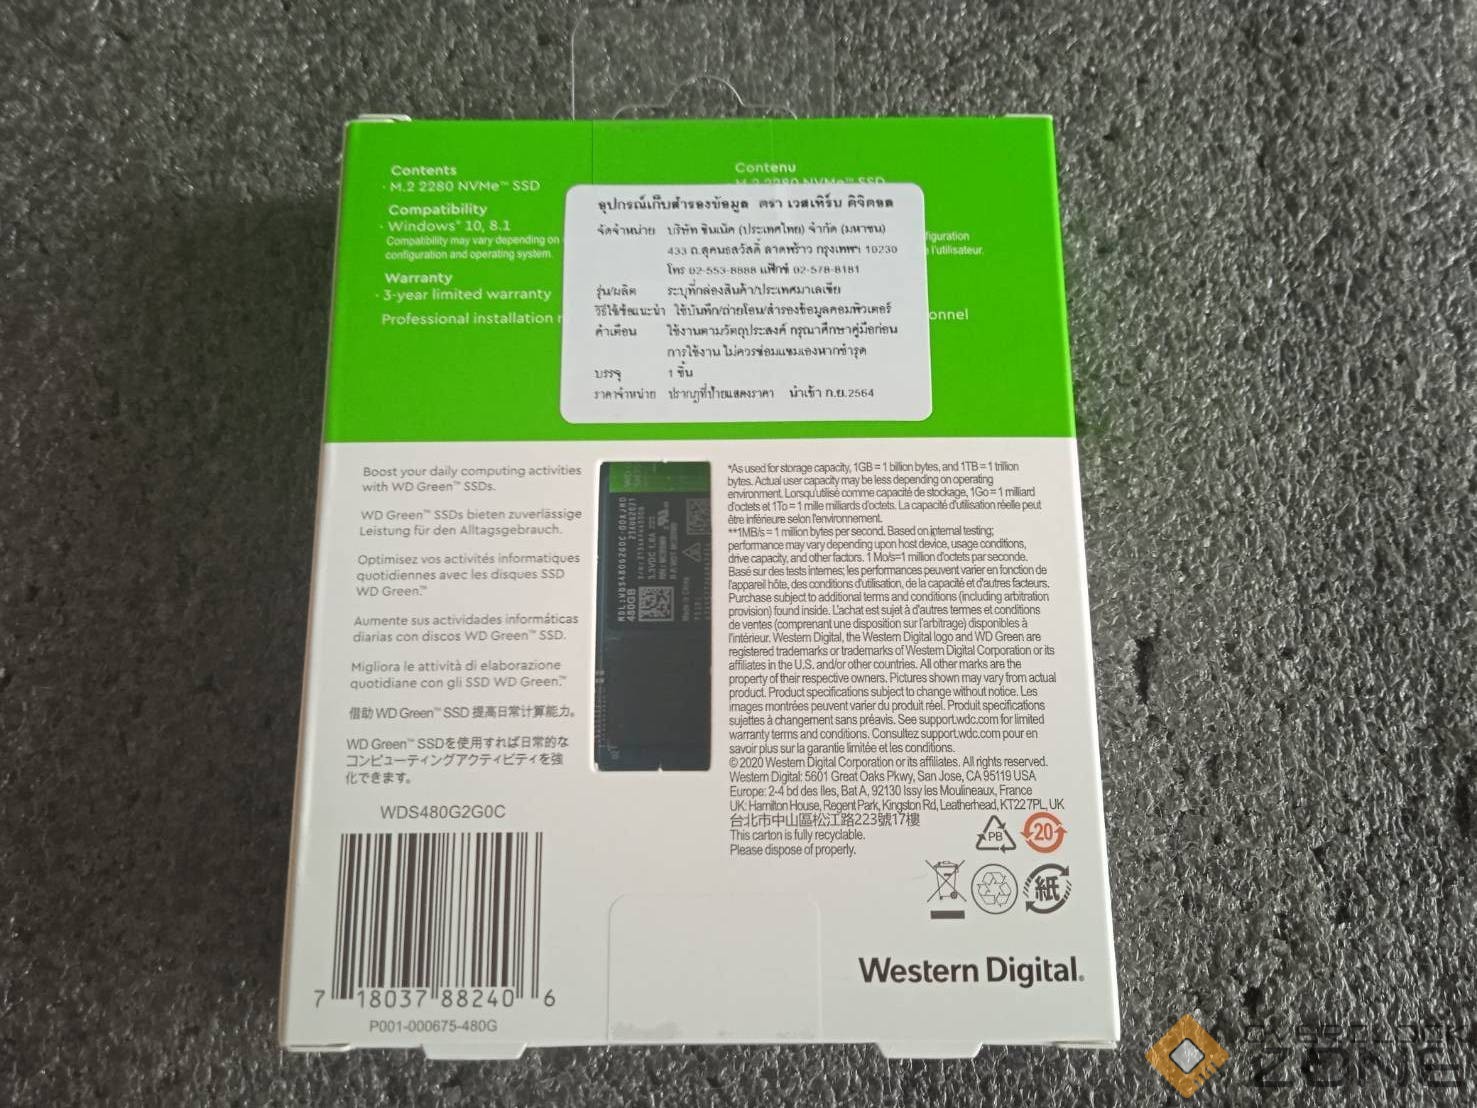 Contents
· M.2 2280 NVMe™ SSD
Compatibility
· Windows® 10, 8.1
Compatibility may vary depending on
configuration and operating system.
Warranty
· 3-year limited warranty
Professional installation
Contenu
M.2 2280 NVMe™ SSD
l'utilisateur.
อุปกรณ์เก็บสำรองข้อมูล ตรา เวสเทิร์น ดิจิตอล
จัดจำหน่าย บริษัท ซินเน็ค (ประเทศไทย) จำกัด (มหาชน)
433 ถ.สุคนธสวัสดิ์ ลาดพร้าว กรุงเทพฯ 10230
โทร 02-553-8888 แฟ็กซ์ 02-578-8181
รุ่น/ผลิต ระบุที่กล่องสินค้า/ประเทศมาเลเซีย
วิธีใช้/ข้อแนะนำ ใช้บันทึก/ถ่ายโอน/สำรองข้อมูลคอมพิวเตอร์
คำเตือน ใช้งานตามวัตถุประสงค์ กรุณาศึกษาคู่มือก่อน
การใช้งาน ไม่ควรซ่อมแซมเองหากชำรุด
บรรจุ 1 ชิ้น
ราคาจำหน่าย ปรากฏที่ป้ายแสดงราคา นำเข้า ก.ย.2564
Boost your daily computing activities
with WD Green™ SSDs.
WD Green™ SSDs bieten zuverlässige
Leistung für den Alltagsgebrauch.
Optimisez vos activités informatiques
quotidiennes avec les disques SSD
WD Green.™
Aumente sus actividades informáticas
diarias con discos WD Green™ SSD.
Migliora le attività di elaborazione
quotidiane con gli SSD WD Green.™
借助 WD Green™ SSD 提高日常计算能力。
WD Green™ SSDを使用すれば日常的な
コンピューティングアクティビティを強
化できます。
WDS480G2G0C
7 18037 88240 6
P001-000675-480G
480GB
3.3VDC 1.6A
Made in China
*As used for storage capacity, 1GB = 1 billion bytes, and 1TB = 1 trillion
bytes. Actual user capacity may be less depending on operating
environment. Lorsqu'utilisé comme capacité de stockage, 1Go = 1 milliard
d'octets et 1To = 1 mille milliards d'octets. La capacité d'utilisation réelle peut
être inférieure selon l'environnement.
**1MB/s = 1 million bytes per second. Based on internal testing;
performance may vary depending upon host device, usage conditions,
drive capacity, and other factors. 1 Mo/s=1 million d'octets par seconde.
Basé sur des tests internes; les performances peuvent varier en fonction de
l'appareil hôte, des conditions d'utilisation, de la capacité et d'autres facteurs.
Purchase subject to additional terms and conditions (including arbitration
provision) found inside. L'achat est sujet à d'autres termes et conditions
de ventes (comprenant une disposition sur l'arbitrage) disponibles à
l'intérieur. Western Digital, the Western Digital logo and WD Green are
registered trademarks or trademarks of Western Digital Corporation or its
affiliates in the U.S. and/or other countries. All other marks are the
property of their respective owners. Pictures shown may vary from actual
product. Product specifications subject to change without notice. Les
images montrées peuvent varier du produit réel. Produit spécifications
sujettes à changement sans préavis. See support.wdc.com for limited
warranty terms and conditions. Consultez support.wdc.com pour en
savoir plus sur la garantie limitée et les conditions.
© 2020 Western Digital Corporation or its affiliates. All rights reserved.
Western Digital: 5601 Great Oaks Pkwy, San Jose, CA 95119 USA
Europe: 2-4 bd des Iles, Bat A, 92130 Issy les Moulineaux, France
UK: Hamilton House, Regent Park, Kingston Rd, Leatherhead, KT22 7PL, UK
台北市中山區松江路223號17樓
This carton is fully recyclable.
Please dispose of properly.
PB
20
紙
Western Digital.
OVERCLOCK
ZONE